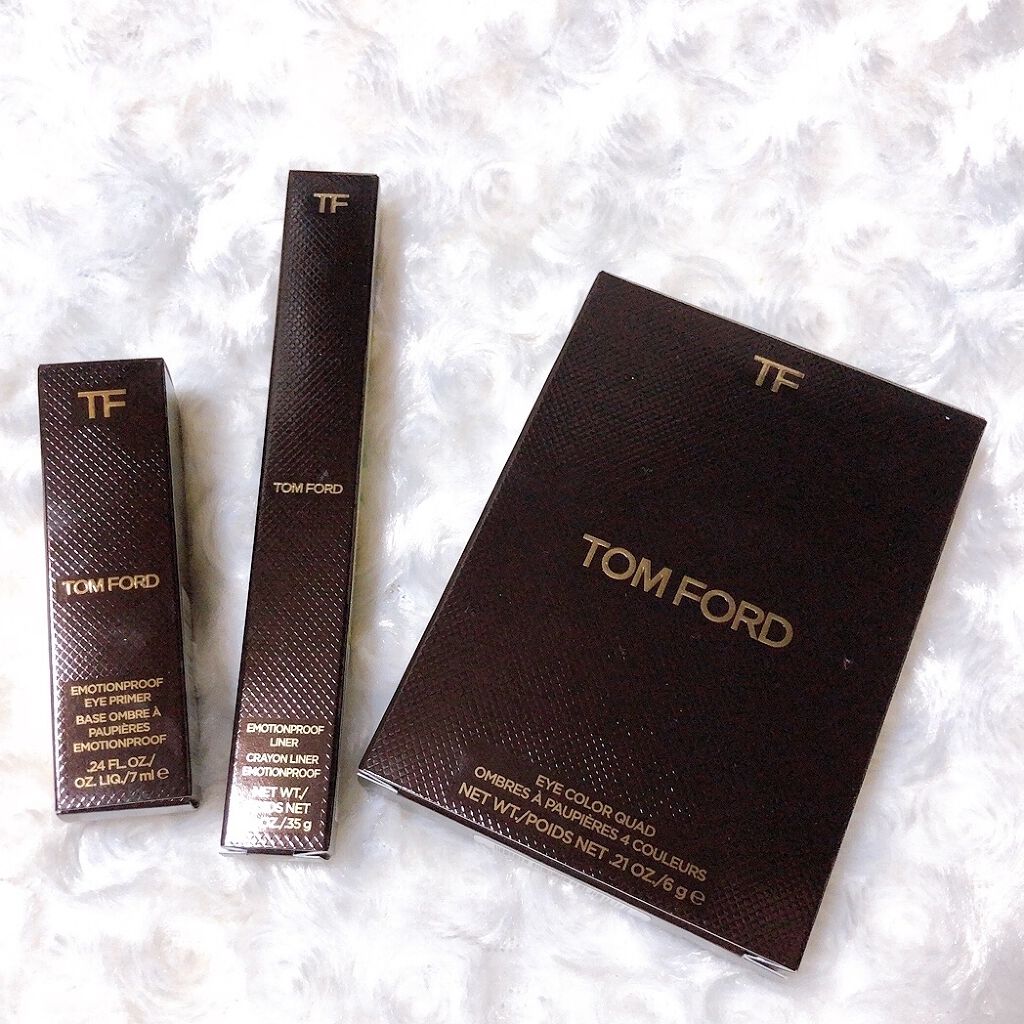 TF
TOM FORD
EMOTIONPROOF
EYE PRIMER
BASE OMBRE À
PAUPIÈRES
EMOTIONPROOF
.24 FL. OZ./
OZ. LIQ./7 ml e
TF
TOM FORD
EMOTIONPROOF
LINER
CRAYON LINER
EMOTIONPROOF
NET WT./
NET
OZ./.35 g
TF
TOM FORD
EYE COLOR QUAD
OMBRES À PAUPIÈRES 4 COULEURS
NET WT./POIDS NET .21 OZ./6 g e